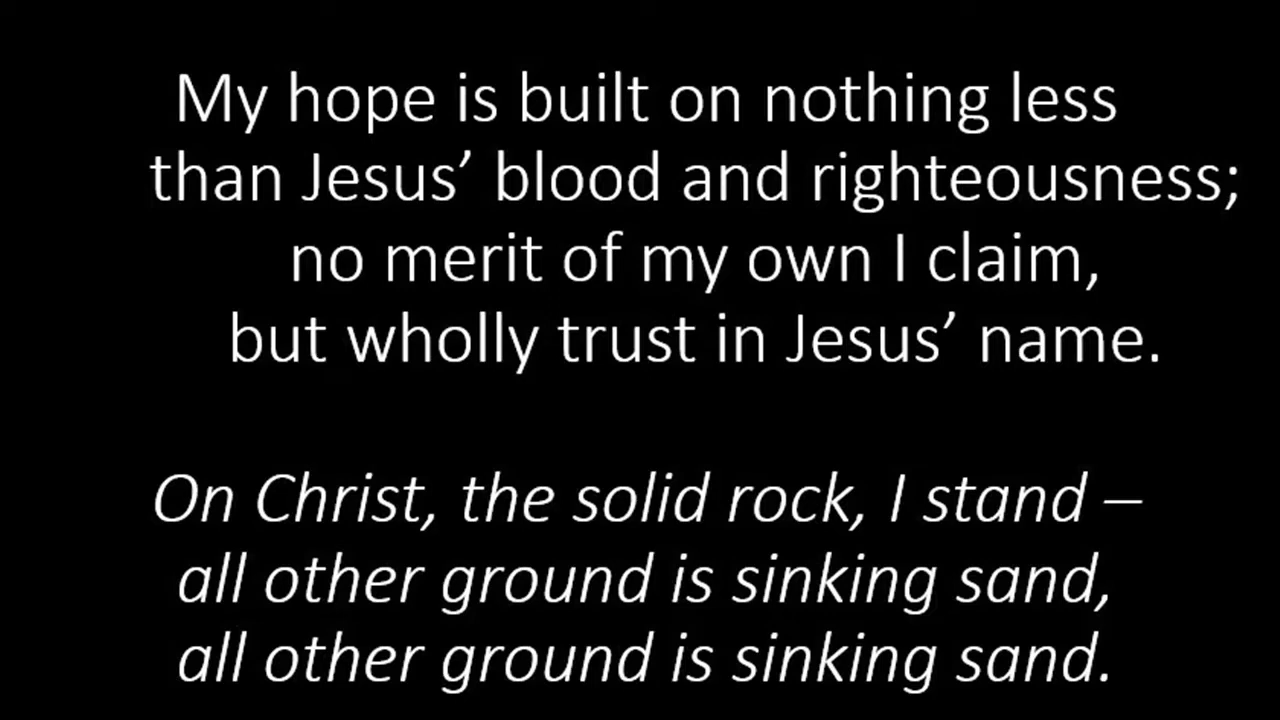 My hope is built on nothing less
than Jesus’ blood and righteousness;
no merit of my own I claim,
but wholly trust in Jesus’ name.
On Christ, the solid rock, I stand –
all other ground is sinking sand,
all other ground is sinking sand.